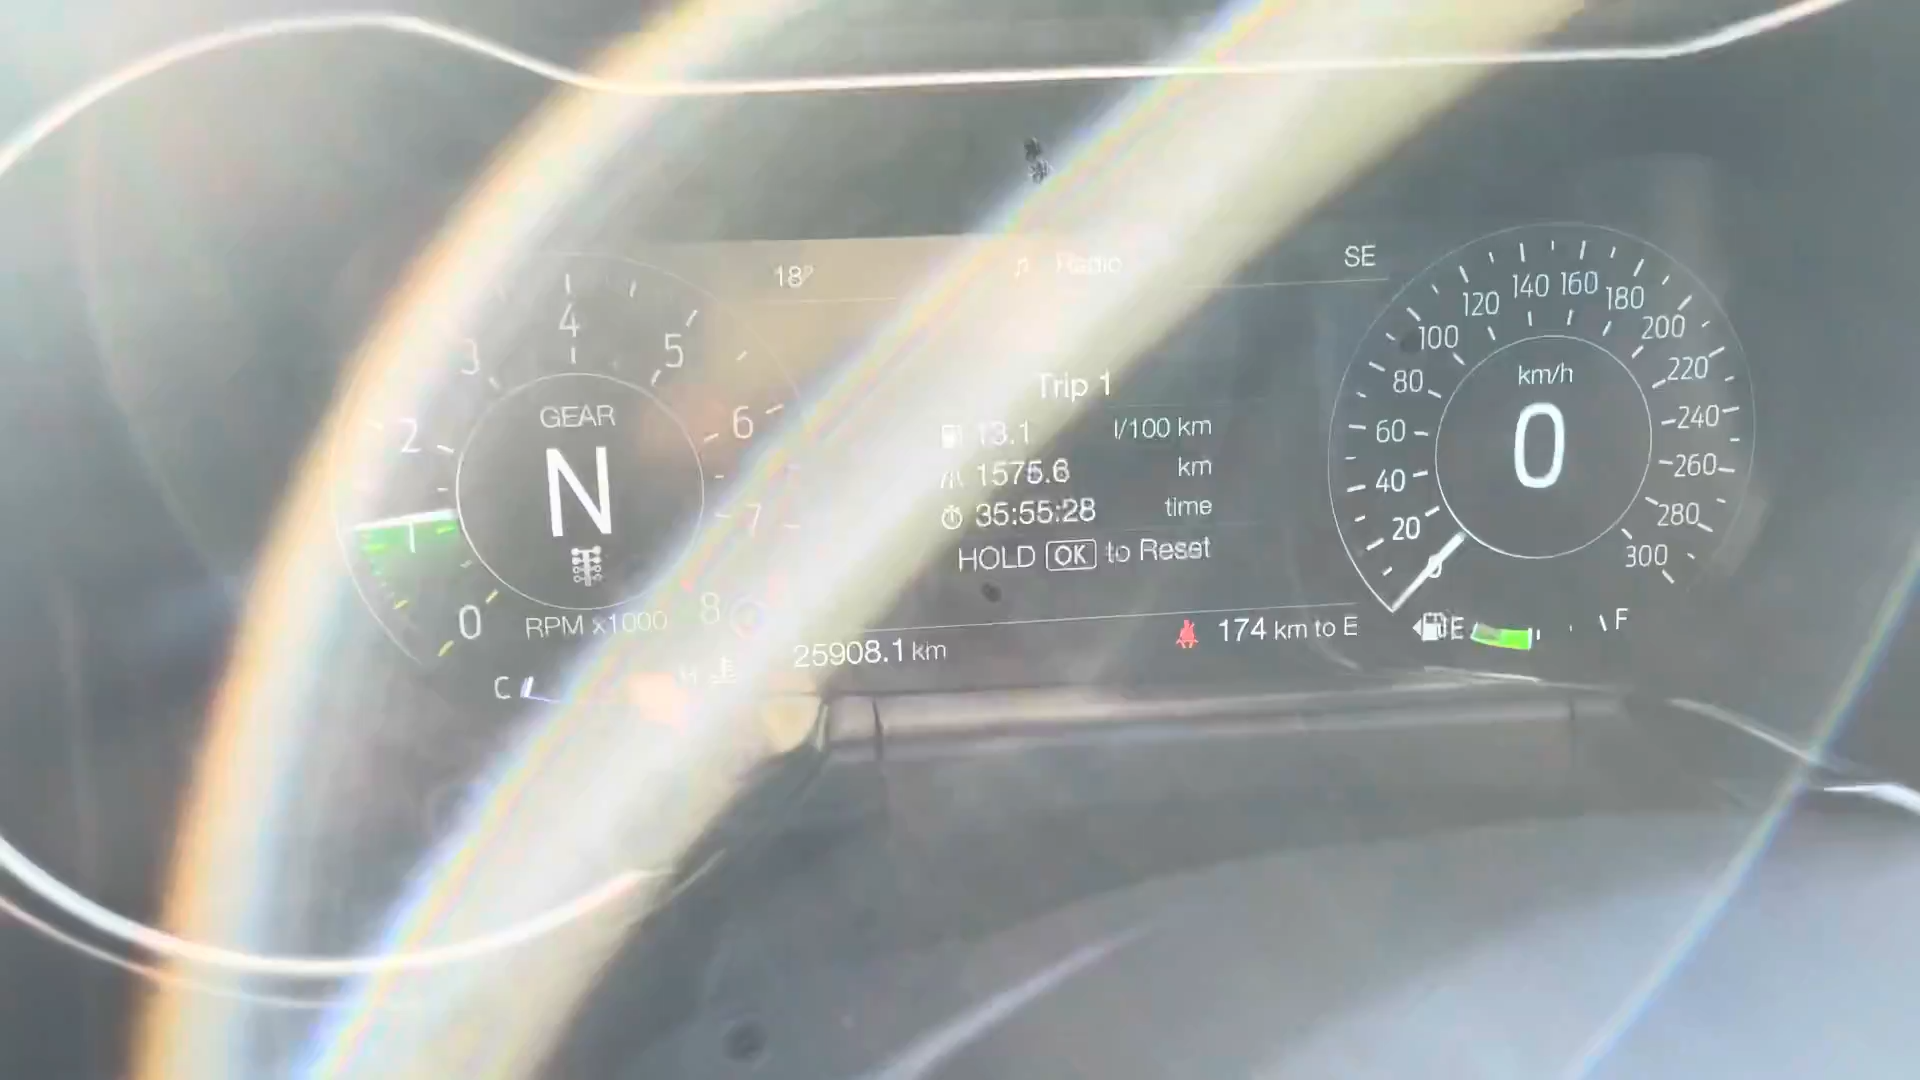 18°
Radio
SE
GEAR
N
RPM x1000
0
1
2
3
4
5
6
7
8
Trip 1
13.1 l/100 km
1575.6 km
35:55:28 time
HOLD OK to Reset
km/h
0
0
20
40
60
80
100
120
140
160
180
200
220
240
260
280
300
C
H
25908.1 km
174 km to E
E
F